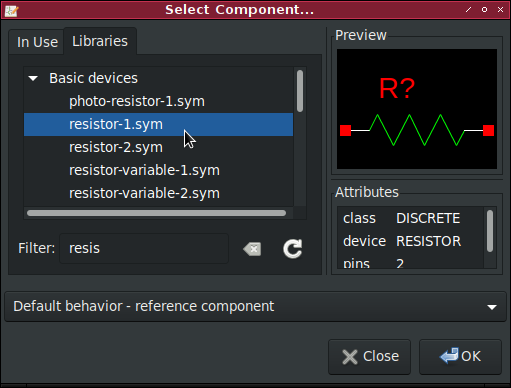 Select Component...
In Use
Libraries
Basic devices
photo-resistor-1.sym
resistor-1.sym
resistor-2.sym
resistor-variable-1.sym
resistor-variable-2.sym
Filter:
resis
Preview
R?
Attributes
class DISCRETE
device RESISTOR
pins 2
Default behavior - reference component
Close
OK